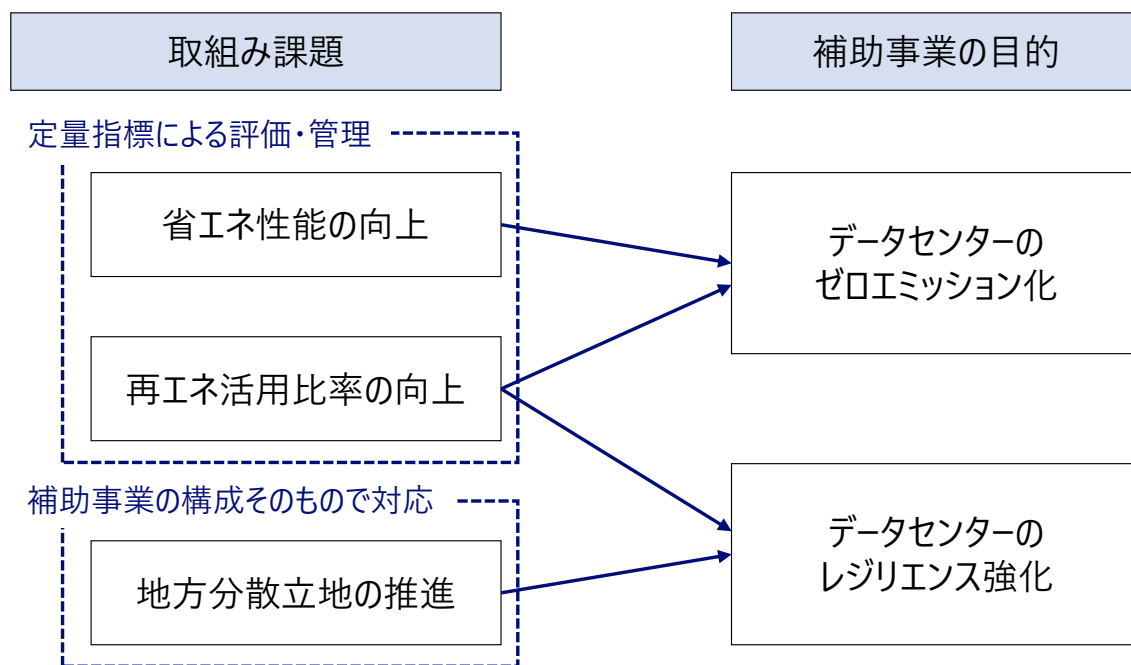 取組み課題
補助事業の目的
定量指標による評価・管理
省エネ性能の向上
再エネ活用比率の向上
データセンターの
ゼロエミッション化
補助事業の構成そのもので対応
地方分散立地の推進
データセンターの
レジリエンス強化